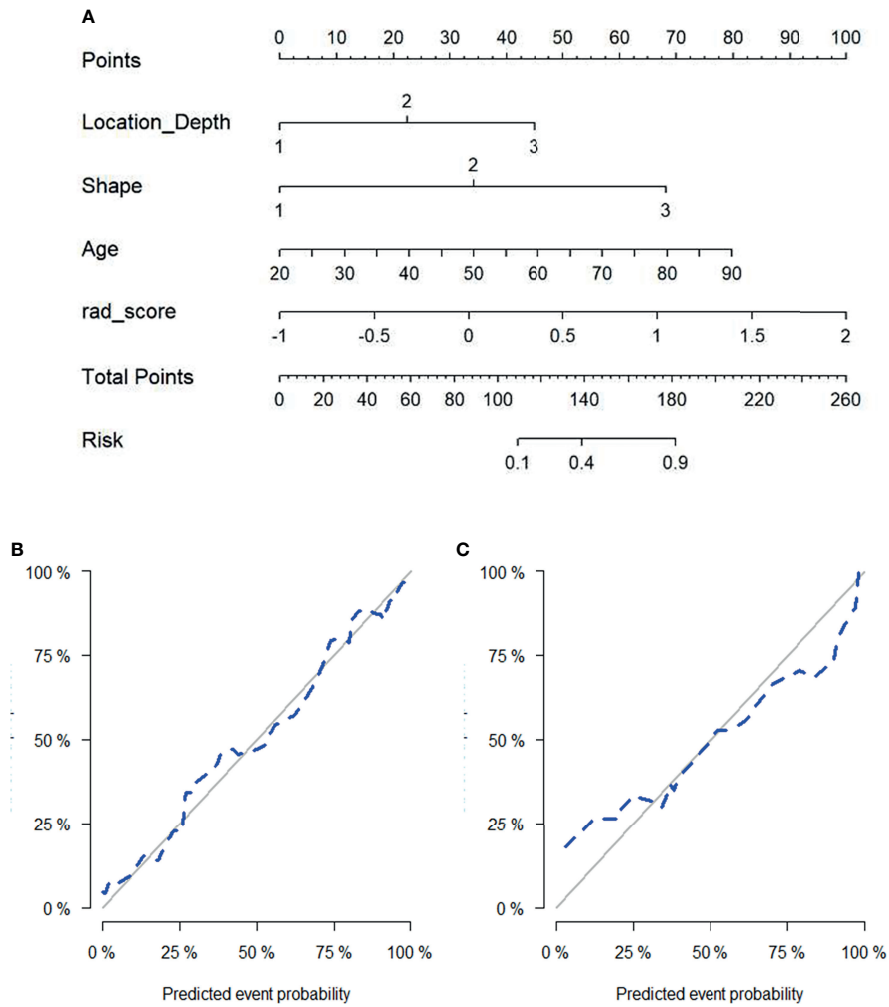 A
Points 0 10 20 30 40 50 60 70 80 90 100
Location_Depth 1 2 3
Shape 1 2 3
Age
20 30 40 50 60 70 80 90
rad_score
-1 -0.5 0 0.5 1 1.5 2
Total Points
0 20 40 60 80 100 140 180 220 260
Risk
0.1 0.4 0.9
B
100 %
75 %
50 %
25 %
0 %
0 % 25 % 50 % 75 % 100 %
Predicted event probability
C
100 %
75 %
50 %
25 %
0 %
0 % 25 % 50 % 75 % 100 %
Predicted event probability